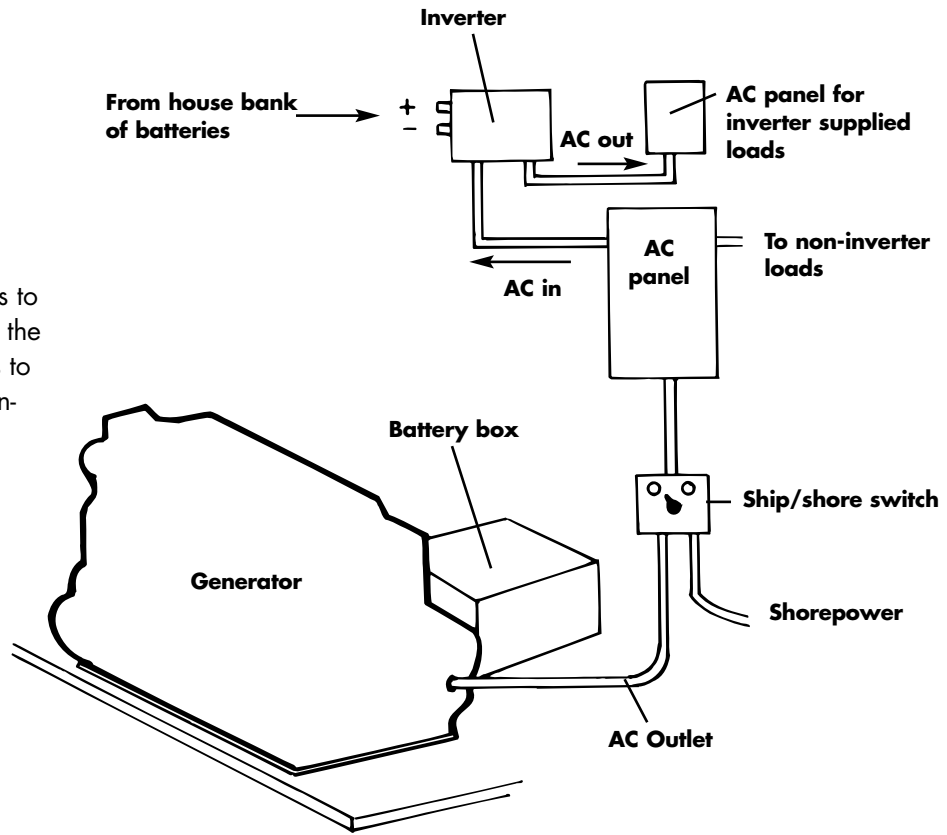 Inverter
From house bank
of batteries
+
–
AC out
AC panel for
inverter supplied
loads
AC
panel
To non-inverter
loads
AC in
s to
the
to
n-
Battery box
Ship/shore switch
Generator
Shorepower
AC Outlet